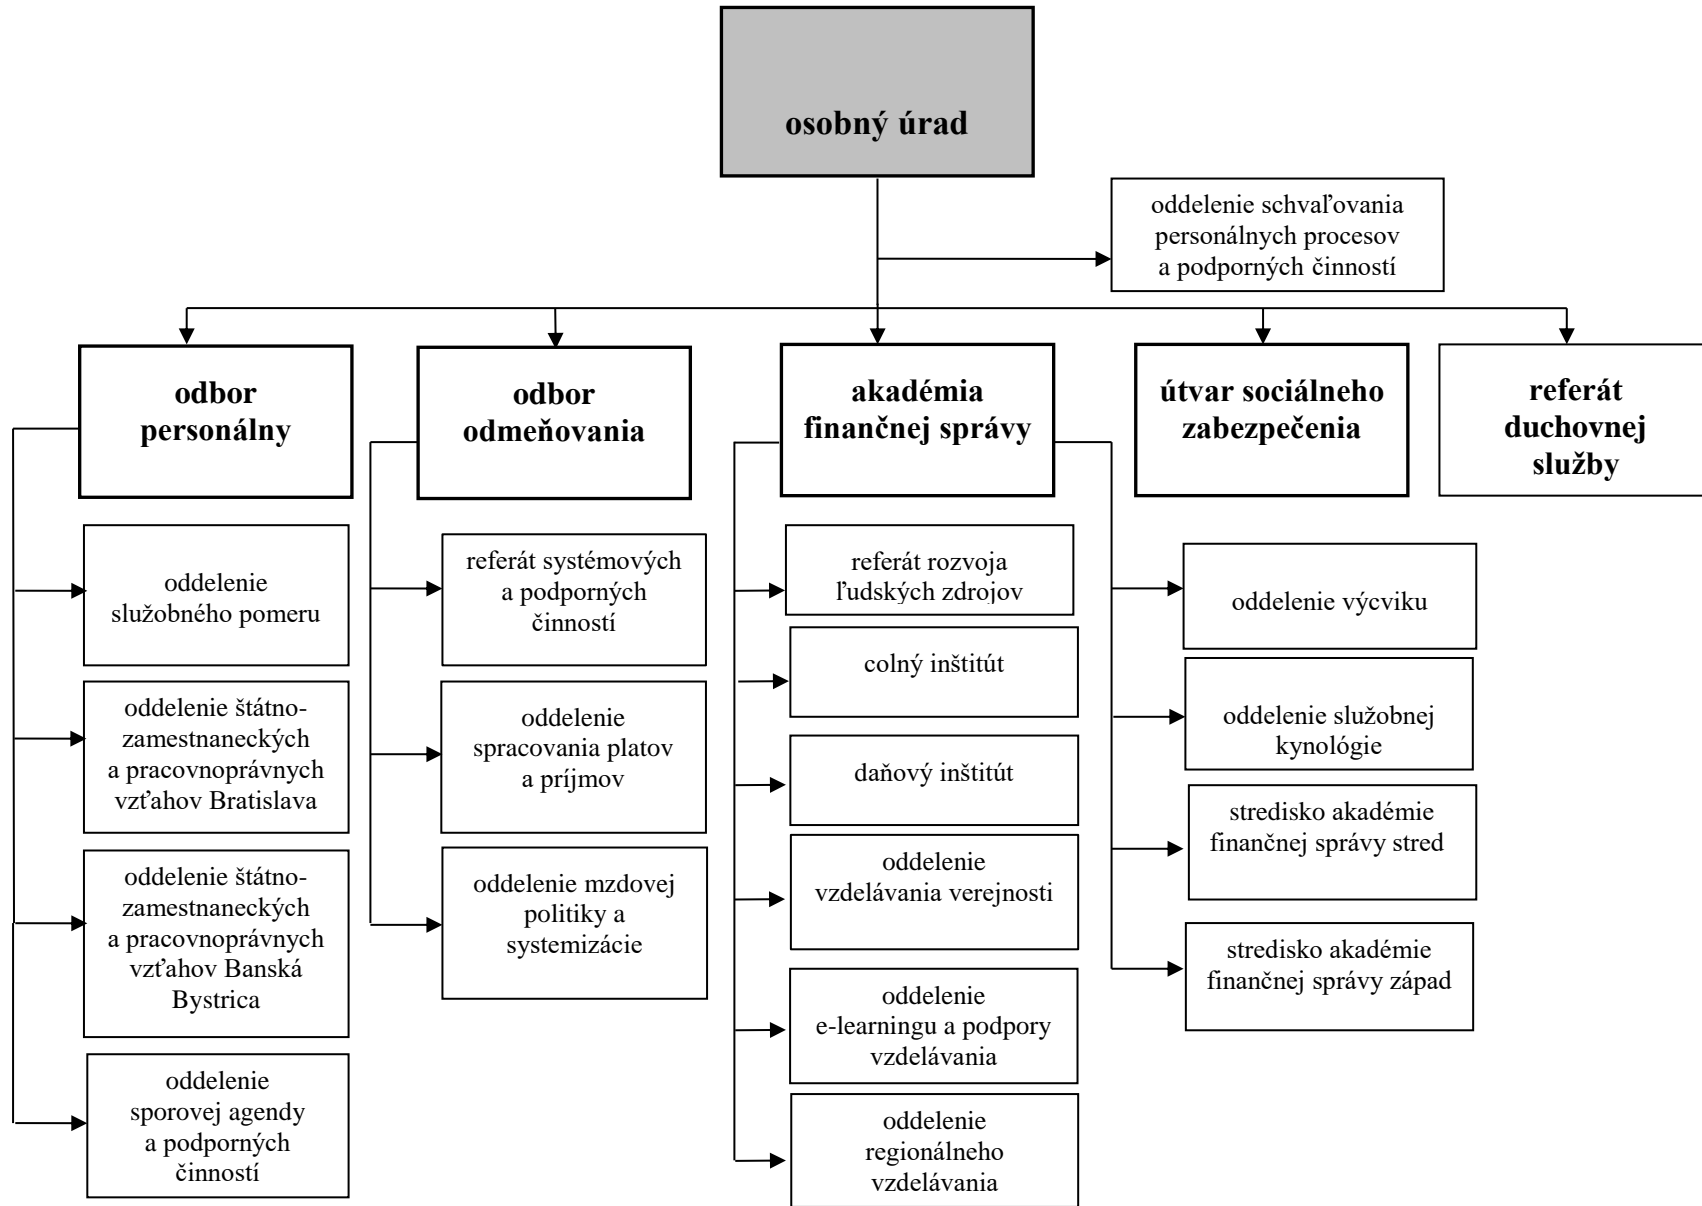 osobný úrad
oddelenie schvaľovania
personálnych procesov
a podporných činností
odbor
personálny
odbor
odmeňovania
akadémia
finančnej správy
útvar sociálneho
zabezpečenia
referát
duchovnej
služby
oddelenie
služobného pomeru
oddelenie štátno-
zamestnaneckých
a pracovnoprávnych
vzťahov Bratislava
oddelenie štátno-
zamestnaneckých
a pracovnoprávnych
vzťahov Banská
Bystrica
oddelenie
sporovej agendy
a podporných
činností
referát systémových
a podporných
činností
oddelenie
spracovania platov
a príjmov
oddelenie mzdovej
politiky a
systemizácie
referát rozvoja
ľudských zdrojov
colný inštitút
daňový inštitút
oddelenie
vzdelávania verejnosti
oddelenie
e-learningu a podpory
vzdelávania
oddelenie
regionálneho
vzdelávania
oddelenie výcviku
oddelenie služobnej
kynológie
stredisko akadémie
finančnej správy stred
stredisko akadémie
finančnej správy západ